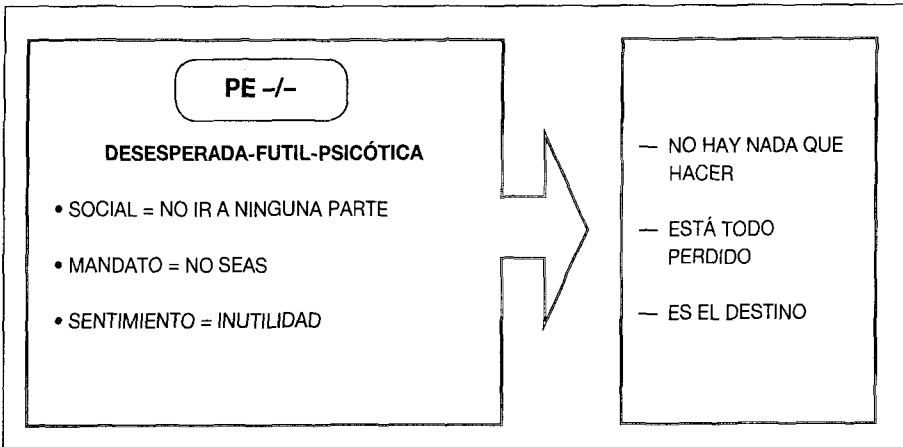 PE –/–
DESESPERADA-FUTIL-PSICÓTICA
• SOCIAL = NO IR A NINGUNA PARTE
• MANDATO = NO SEAS
• SENTIMIENTO = INUTILIDAD
— NO HAY NADA QUE
HACER
— ESTÁ TODO
PERDIDO
— ES EL DESTINO